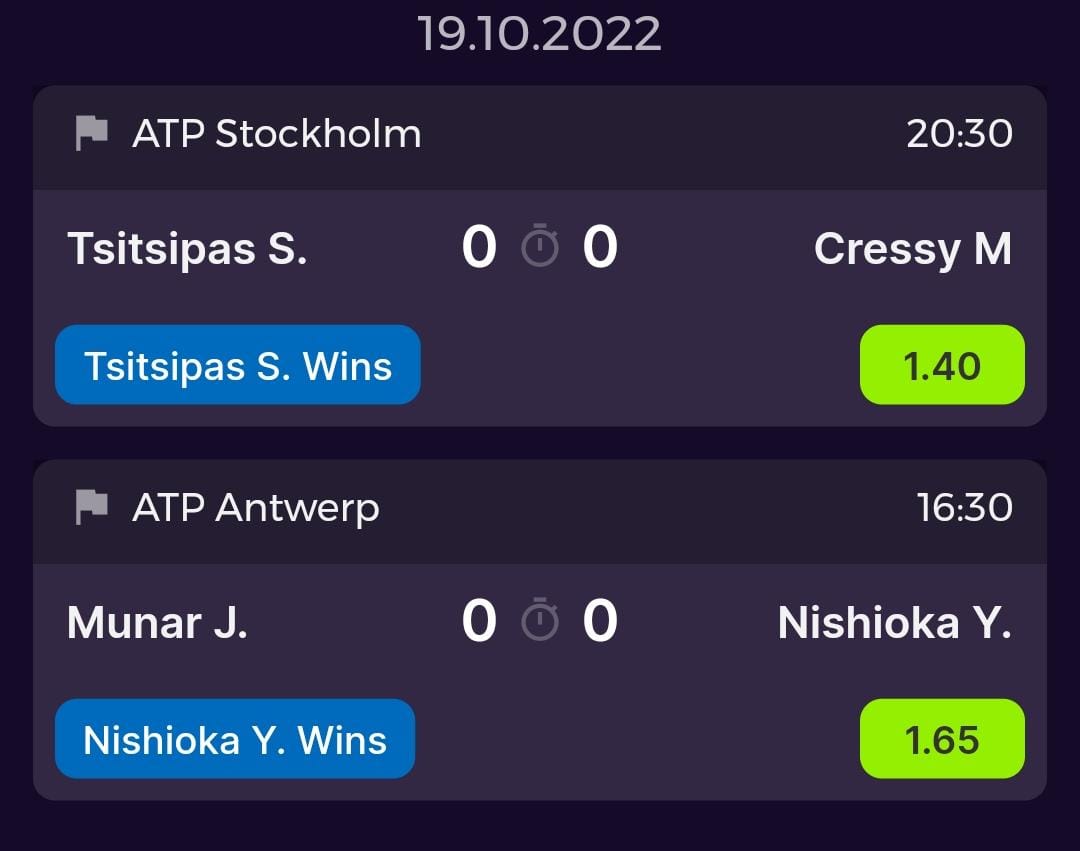 19.10.2022
ATP Stockholm 20:30
Tsitsipas S. 0 0 Cressy M
Tsitsipas S. Wins 1.40
ATP Antwerp 16:30
Munar J. 0 0 Nishioka Y.
Nishioka Y. Wins 1.65